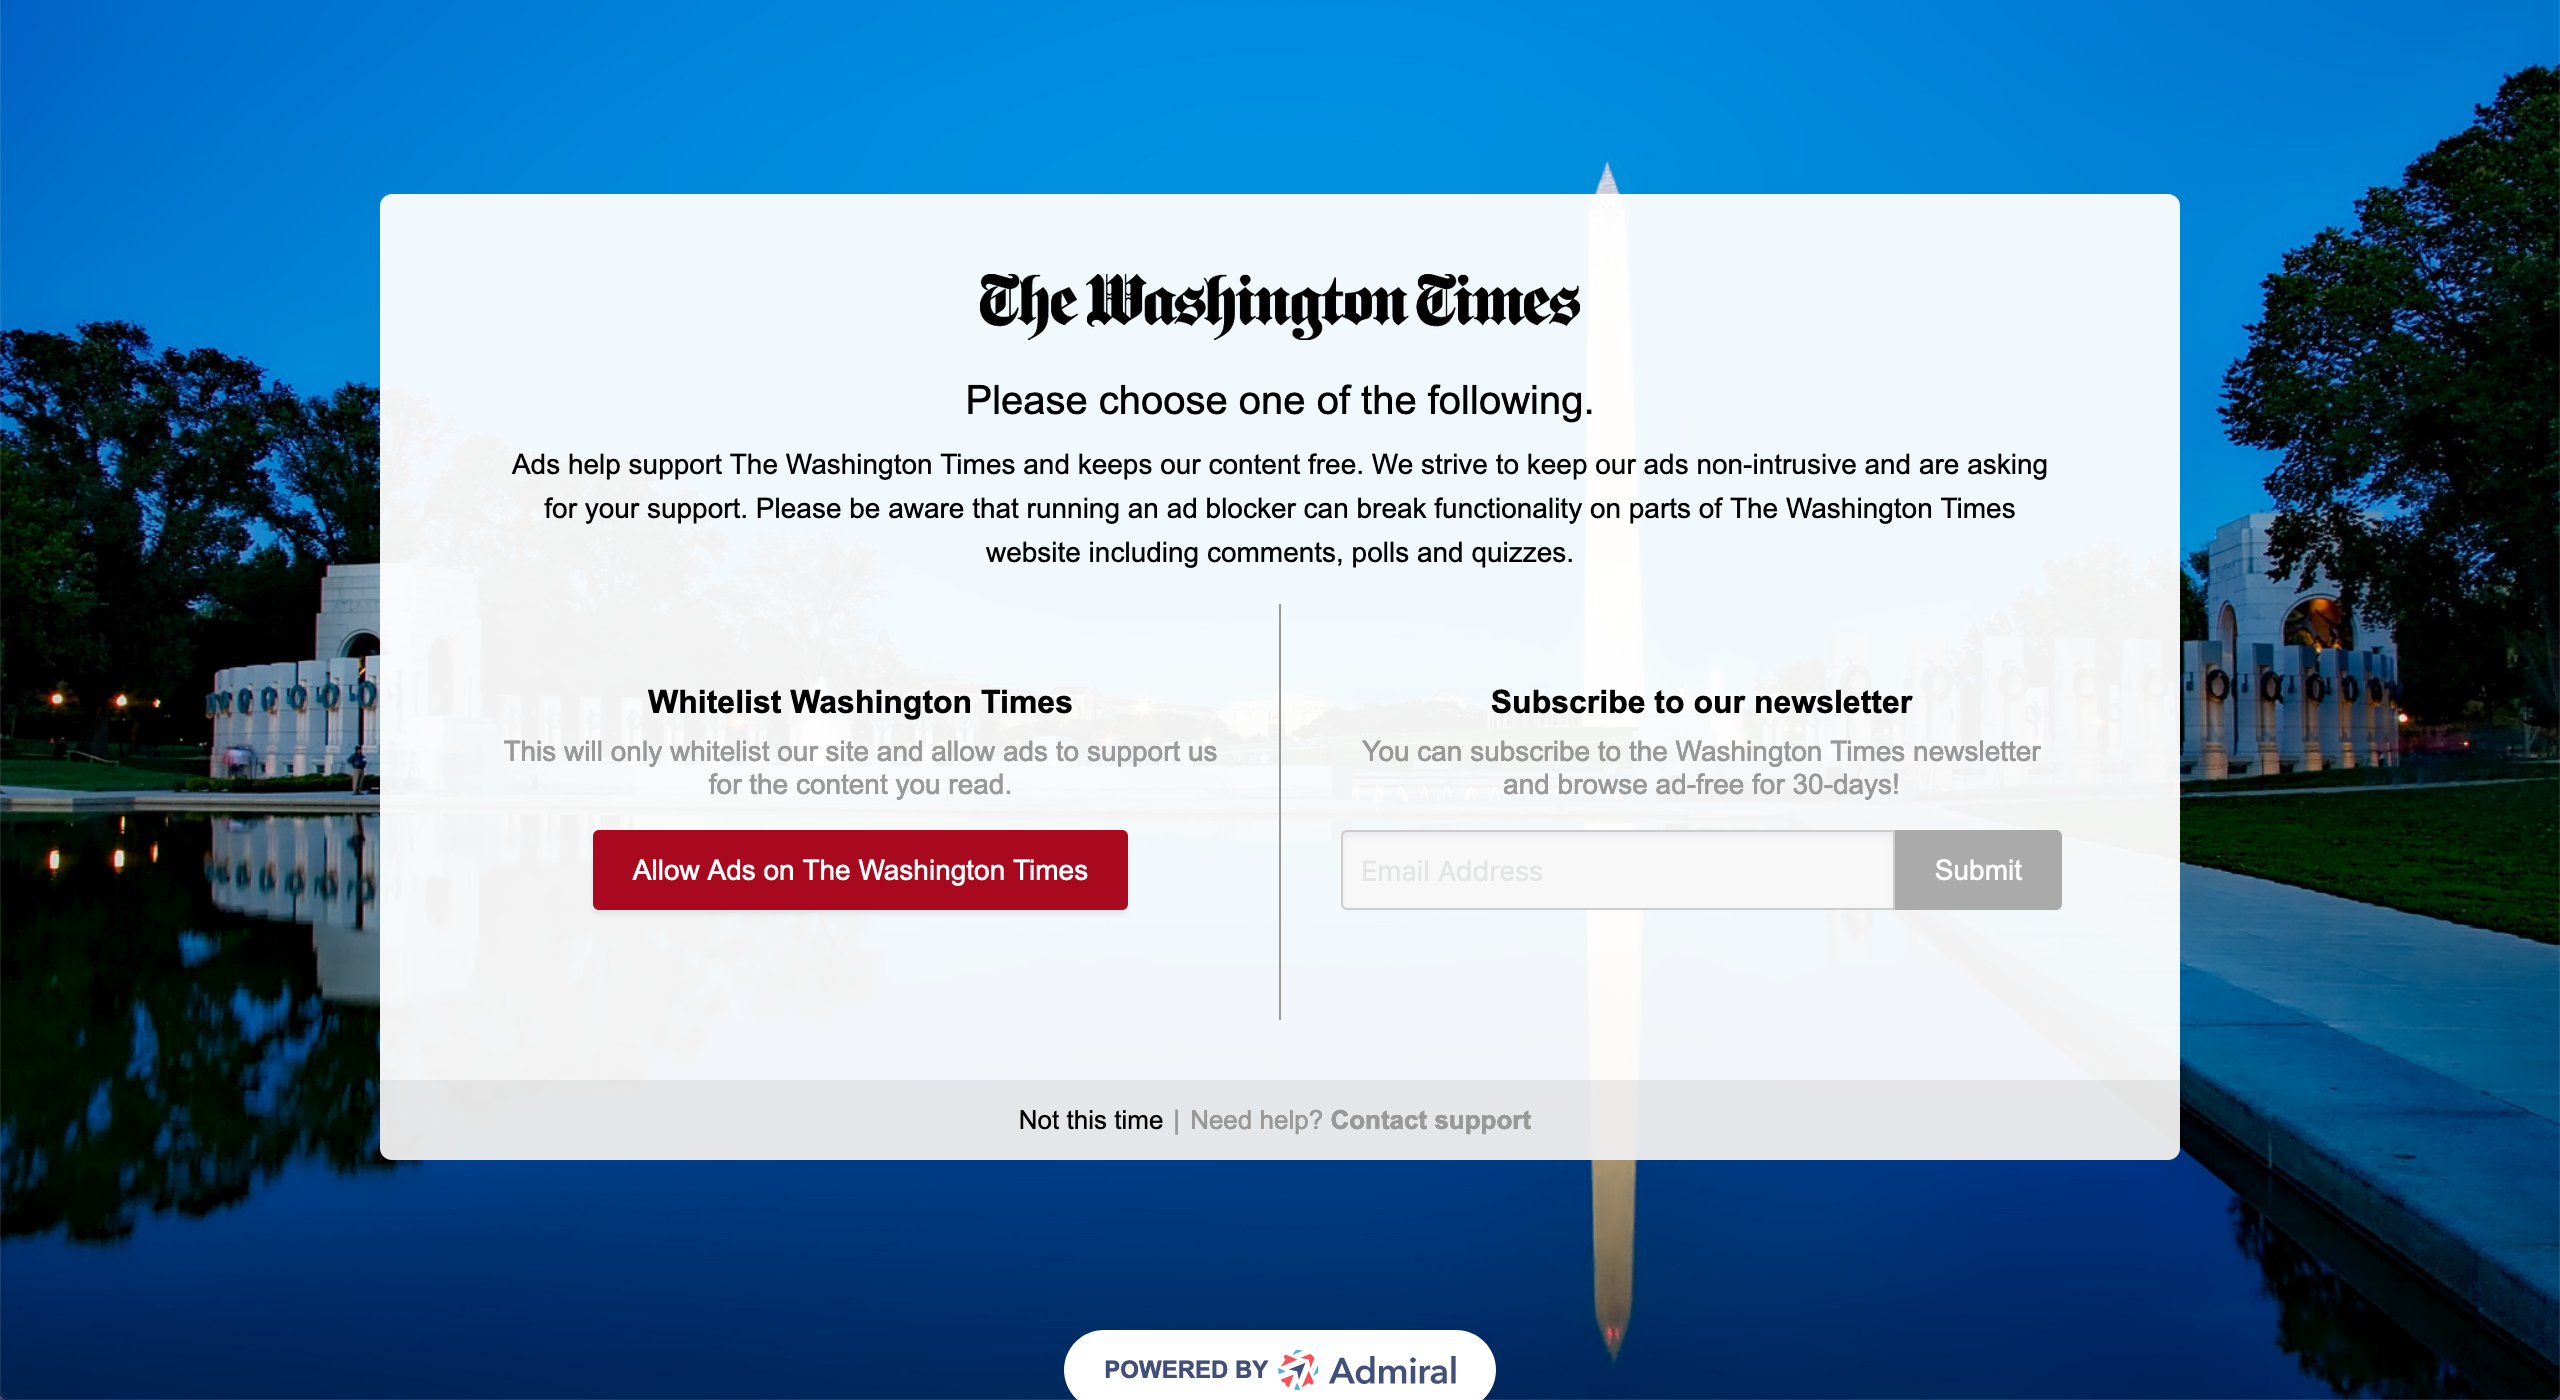 The Washington Times
Please choose one of the following.
Ads help support The Washington Times and keeps our content free. We strive to keep our ads non-intrusive and are asking
for your support. Please be aware that running an ad blocker can break functionality on parts of The Washington Times
website including comments, polls and quizzes.
Whitelist Washington Times
This will only whitelist our site and allow ads to support us
for the content you read.
Allow Ads on The Washington Times
Subscribe to our newsletter
You can subscribe to the Washington Times newsletter
and browse ad-free for 30-days!
Email Address
Submit
Not this time | Need help? Contact support
POWERED BY Admiral